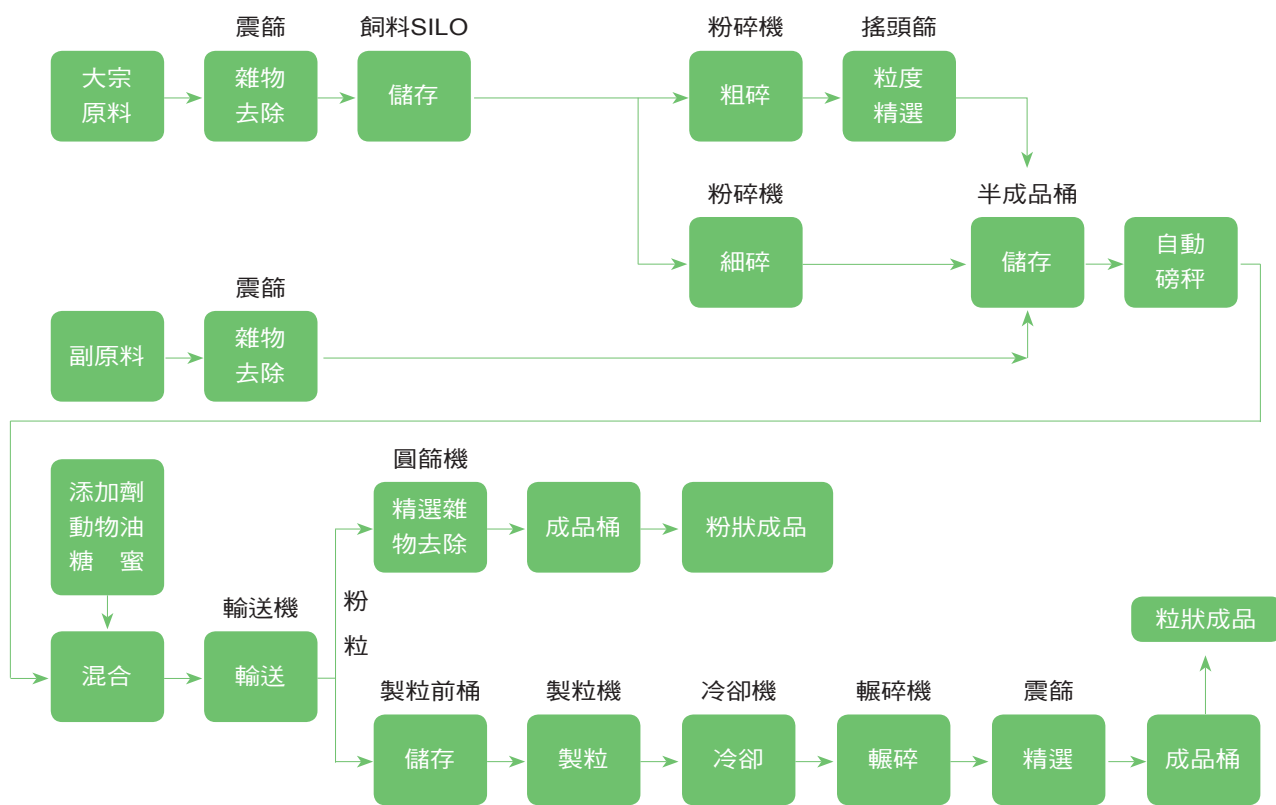 震篩
飼料SILO
粉碎機
搖頭篩
大宗
原料
雜物
去除
儲存
粗碎
粒度
精選
粉碎機
半成品桶
細碎
儲存
自動
磅秤
震篩
副原料
雜物
去除
圓篩機
添加劑
動物油
糖　蜜
精選雜
物去除
成品桶
粉狀成品
輸送機
粉
粒
粒狀成品
混合
輸送
製粒前桶
製粒機
冷卻機
輾碎機
震篩
儲存
製粒
冷卻
輾碎
精選
成品桶